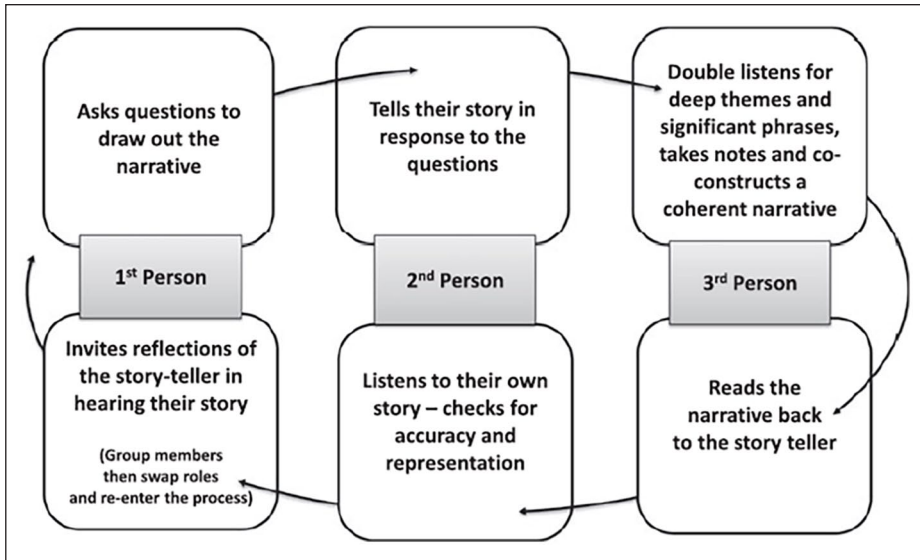 Asks questions to
draw out the
narrative
Tells their story in
response to the
questions
Double listens for
deep themes and
significant phrases,
takes notes and co-
constructs a
coherent narrative
1st Person
2nd Person
3rd Person
Invites reflections of
the story-teller in
hearing their story
(Group members
then swap roles
and re-enter the process)
Listens to their own
story – checks for
accuracy and
representation
Reads the
narrative back
to the story teller